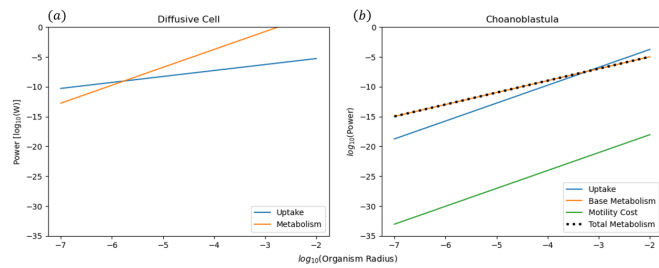 (a)
Diffusive Cell
0
−5
−10
−15
−20
−25
−30
−35
Power [log10(W)]
Uptake
Metabolism
−7
−6
−5
−4
−3
−2
(b)
Choanoblastula
0
−5
−10
−15
−20
−25
−30
−35
log10(Power)
Uptake
Base Metabolism
Motility Cost
Total Metabolism
−7
−6
−5
−4
−3
−2
log10(Organism Radius)